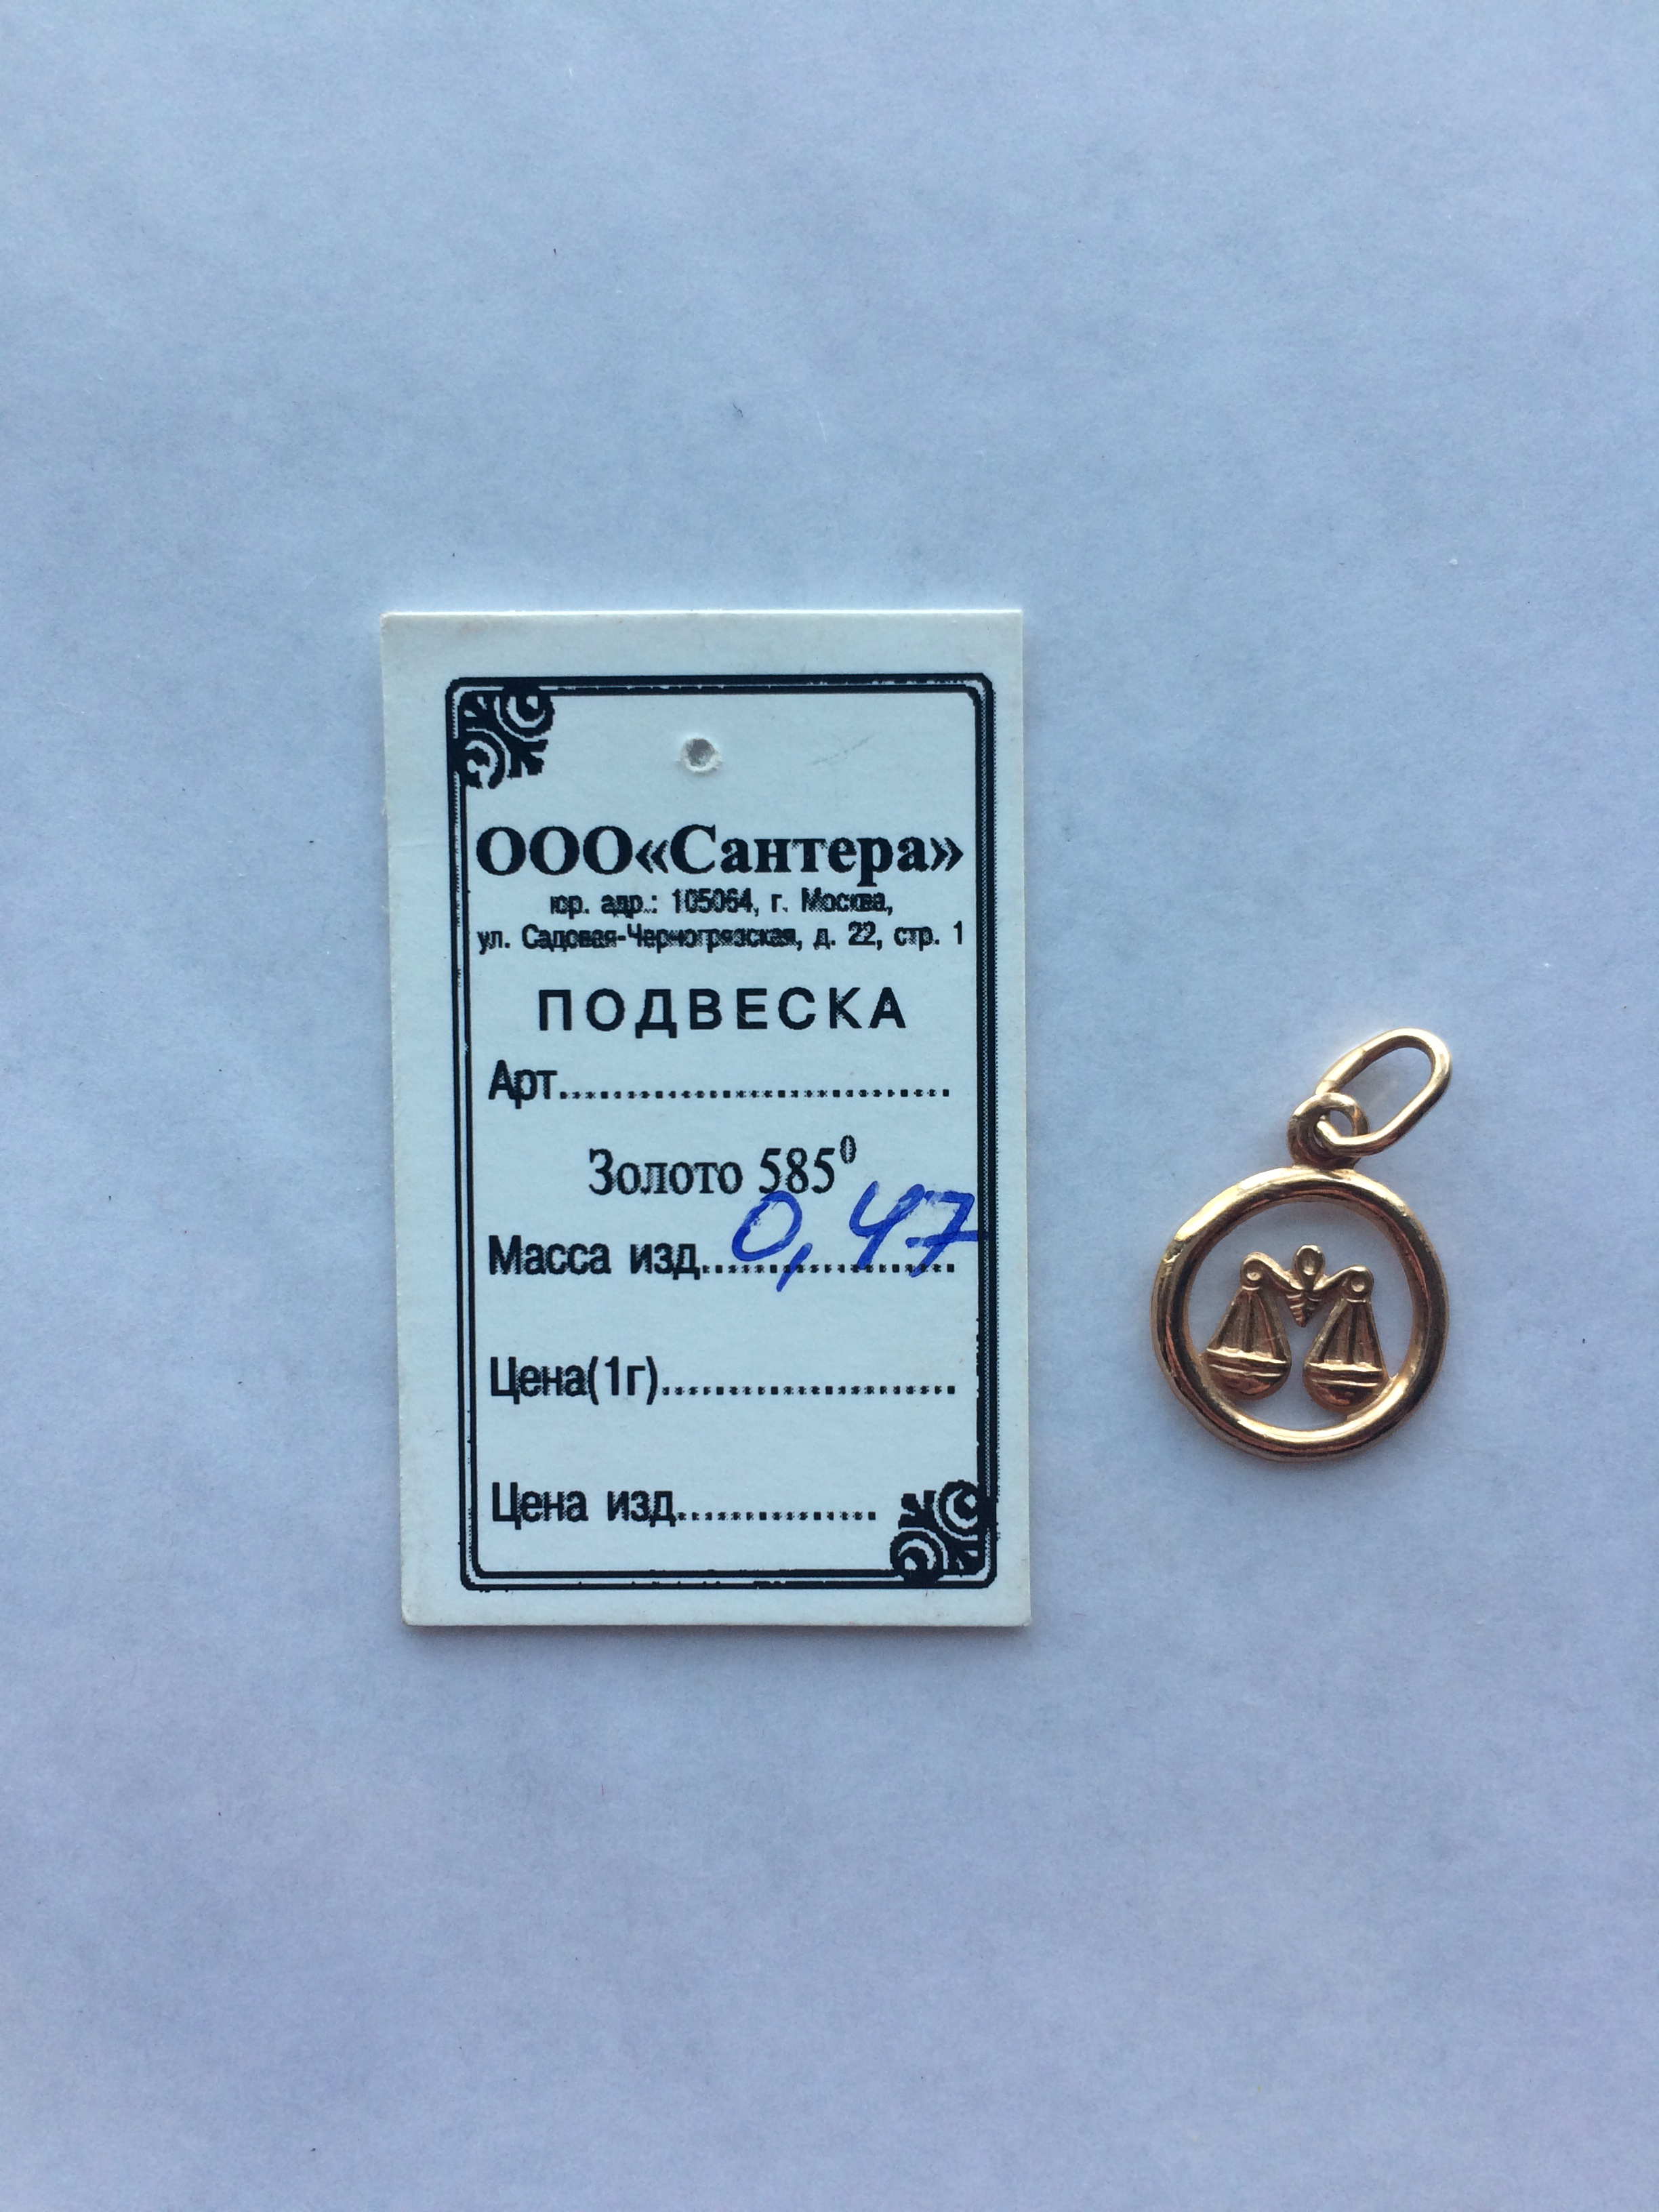 ООО«Сантера»
юр. адр.: 105064, г. Москва,
ул. Садовая-Черногрязская, д. 22, стр. 1
ПОДВЕСКА
Арт..............................
Золото 585⁰
Масса изд. 0,47
Цена(1г)......................
Цена изд................